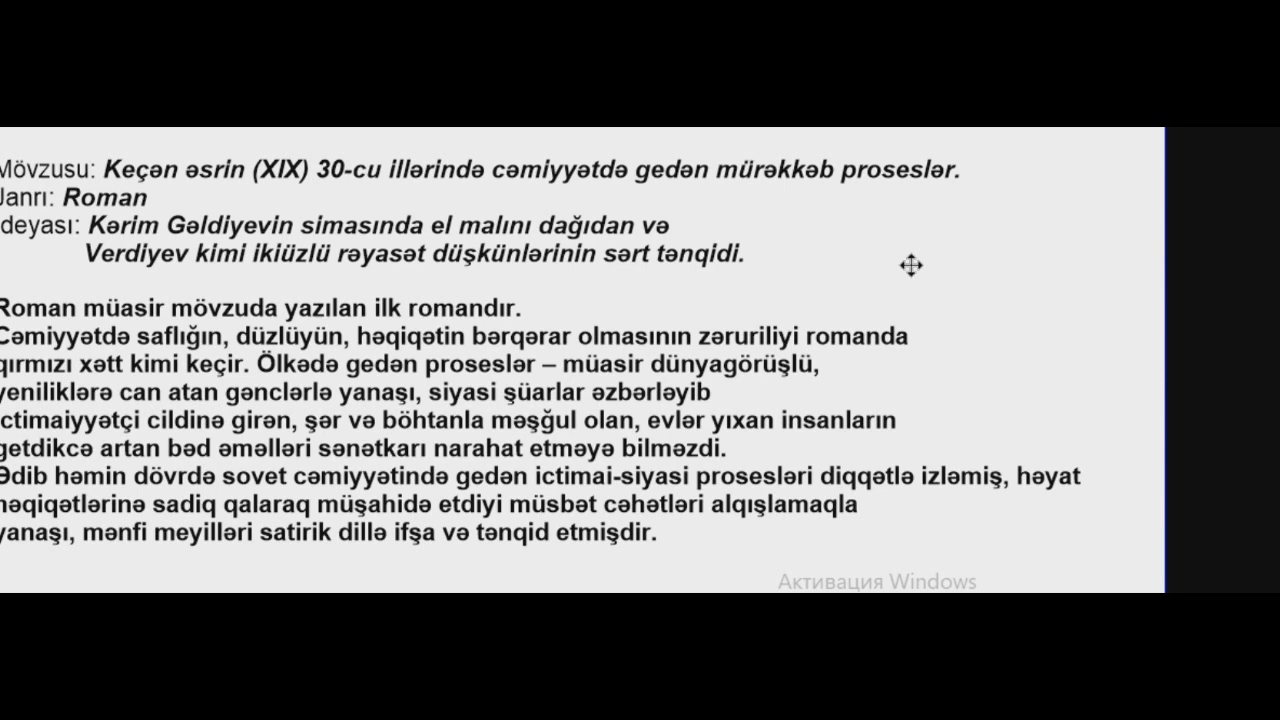 Mövzusu: Keçən əsrin (XIX) 30-cu illərində cəmiyyətdə gedən mürəkkəb proseslər.
Janrı: Roman
deyası: Kərim Gəldiyevin simasında el malını dağıdan və
Verdiyev kimi ikiüzlü rəyasət düşkünlərinin sərt tənqidi.
Roman müasir mövzuda yazılan ilk romandır.
Cəmiyyətdə saflığın, düzlüyün, həqiqətin bərqərar olmasının zəruriliyi romanda
qırmızı xətt kimi keçir. Ölkədə gedən proseslər – müasir dünyagörüşlü,
yeniliklərə can atan gənclərlə yanaşı, siyasi şüarlar əzbərləyib
ictimaiyyətçi cildinə girən, şər və böhtanla məşğul olan, evlər yıxan insanların
getdikcə artan bəd əməlləri sənətkarı narahat etməyə bilməzdi.
Ədib həmin dövrdə sovet cəmiyyətində gedən ictimai-siyasi prosesləri diqqətlə izləmiş, həyat
həqiqətlərinə sadiq qalaraq müşahidə etdiyi müsbət cəhətləri alqışlamaqla
yanaşı, mənfi meyilləri satirik dillə ifşa və tənqid etmişdir.
Активация Windows